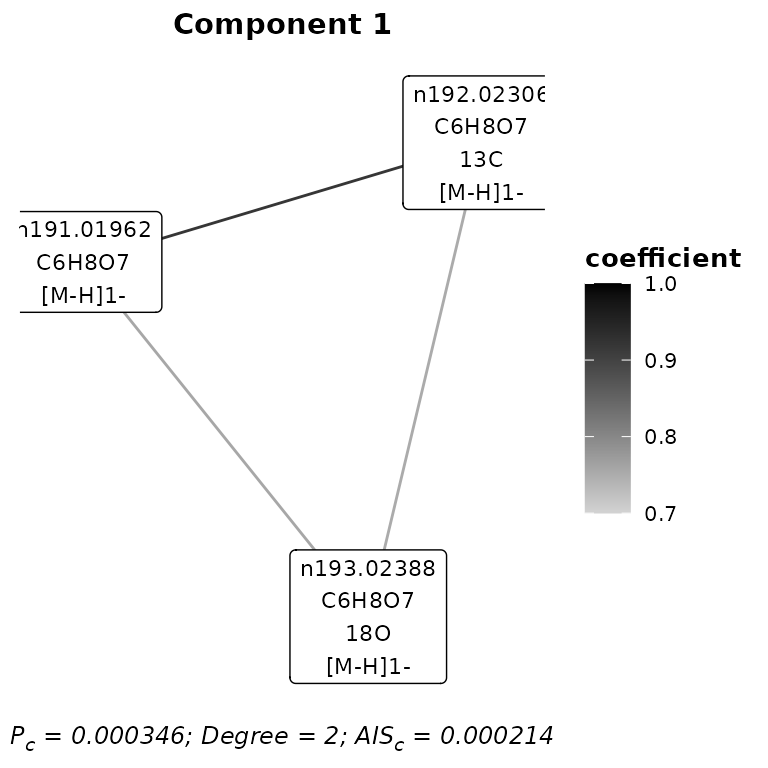 Component 1
n192.02306
C6H8O7
13C
[M-H]1-
n191.01962
C6H8O7
[M-H]1-
coefficient
1.0
0.9
0.8
0.7
n193.02388
C6H8O7
18O
[M-H]1-
Pc = 0.000346; Degree = 2; AISc = 0.000214